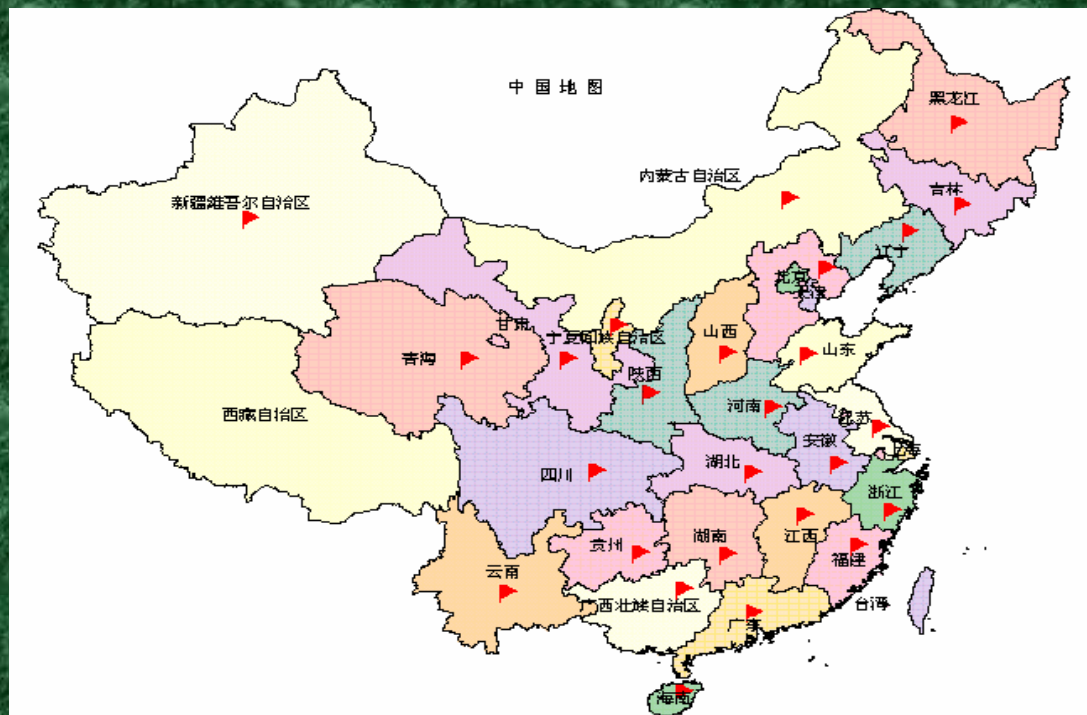 中国地图
黑龙江
内蒙古自治区
吉林
新疆维吾尔自治区
辽宁
北京
天津
甘肃
宁夏回族自治区
山西
山东
青海
陕西
西藏自治区
河南
江苏
安徽
上海
四川
湖北
浙江
贵州
湖南
江西
福建
云南
广西壮族自治区
台湾
广东
海南